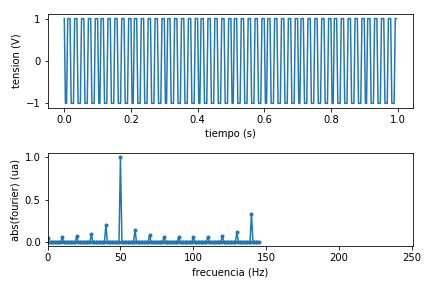 1
0
−1
tension (V)
0.0 0.2 0.4 0.6 0.8 1.0
tiempo (s)
1.0
0.5
0.0
abs(fourier) (ua)
0 50 100 150 200 250
frecuencia (Hz)